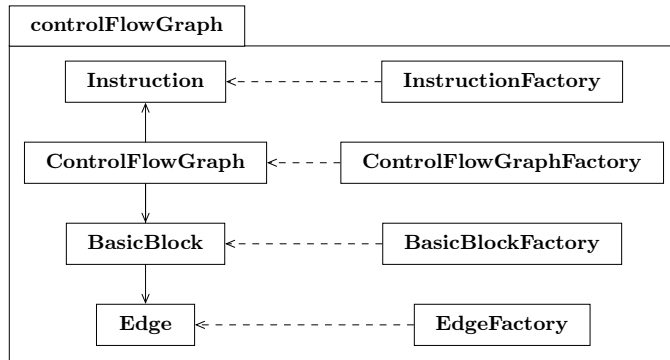 controlFlowGraph
Instruction
InstructionFactory
ControlFlowGraph
ControlFlowGraphFactory
BasicBlock
BasicBlockFactory
Edge
EdgeFactory